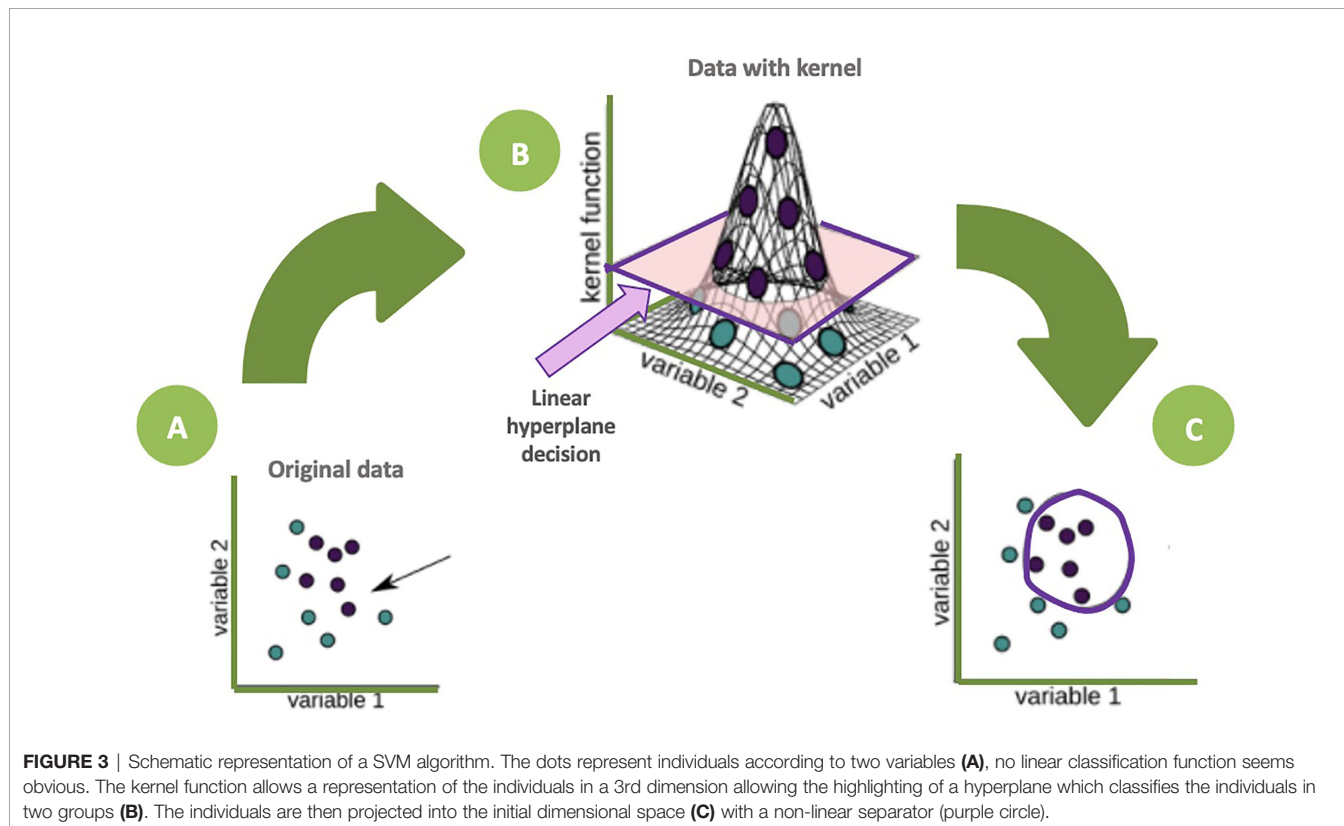 Data with kernel
B
kernel function
variable 2
variable 1
Linear
hyperplane
decision
A
Original data
variable 2
variable 1
C
variable 2
variable 1
FIGURE 3 | Schematic representation of a SVM algorithm. The dots represent individuals according to two variables (A), no linear classification function seems
obvious. The kernel function allows a representation of the individuals in a 3rd dimension allowing the highlighting of a hyperplane which classifies the individuals in
two groups (B). The individuals are then projected into the initial dimensional space (C) with a non-linear separator (purple circle).